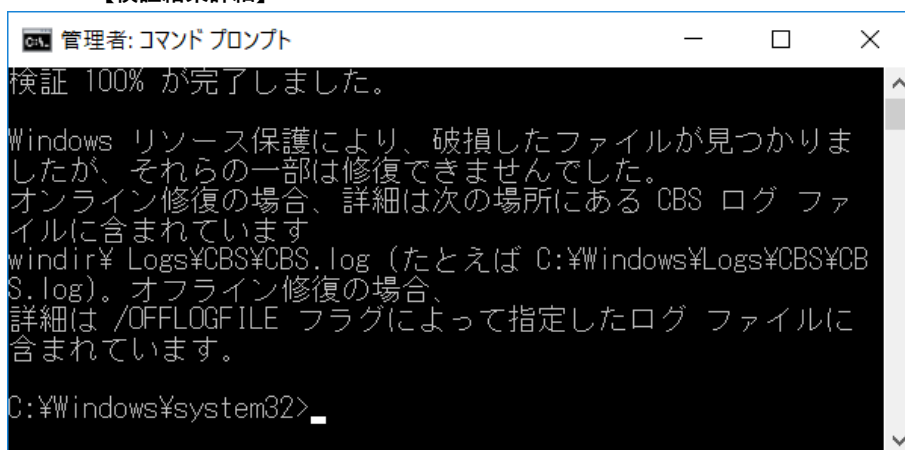 管理者: コマンド プロンプト
検証 100% が完了しました。
Windows リソース保護により、破損したファイルが見つかりま
したが、それらの一部は修復できませんでした。
オンライン修復の場合、詳細は次の場所にある CBS ログ ファ
イルに含まれています
windir¥ Logs¥CBS¥CBS.log (たとえば C:¥Windows¥Logs¥CBS¥CB
S.log)。オフライン修復の場合、
詳細は /OFFLOGFILE フラグによって指定したログ ファイルに
含まれています。
C:¥Windows¥system32>